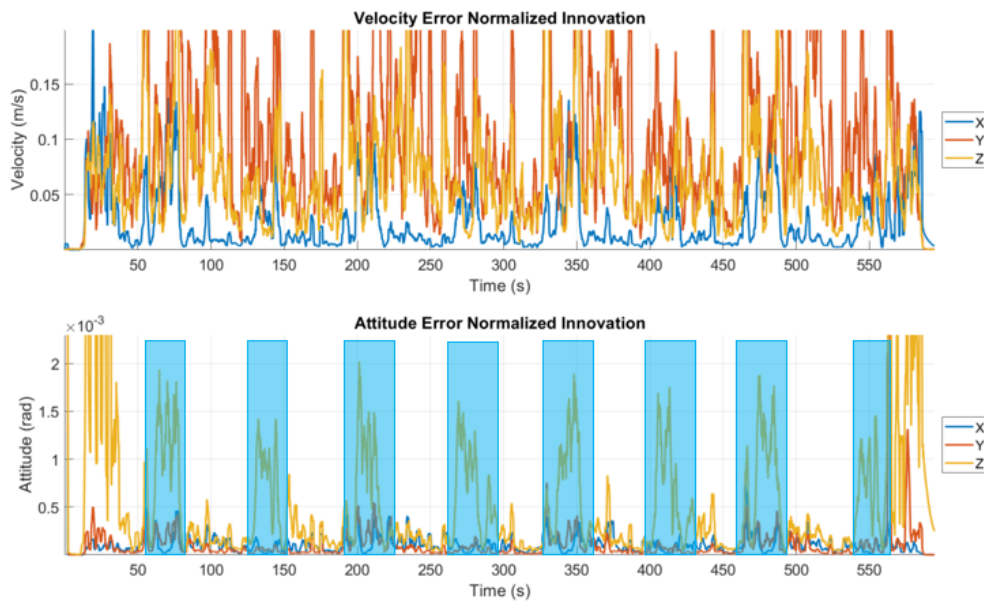 Velocity Error Normalized Innovation
Velocity (m/s)
0.15
0.1
0.05
50 100 150 200 250 300 350 400 450 500 550
Time (s)
X
Y
Z
Attitude Error Normalized Innovation
×10⁻³
Attitude (rad)
2
1.5
1
0.5
50 100 150 200 250 300 350 400 450 500 550
Time (s)
X
Y
Z